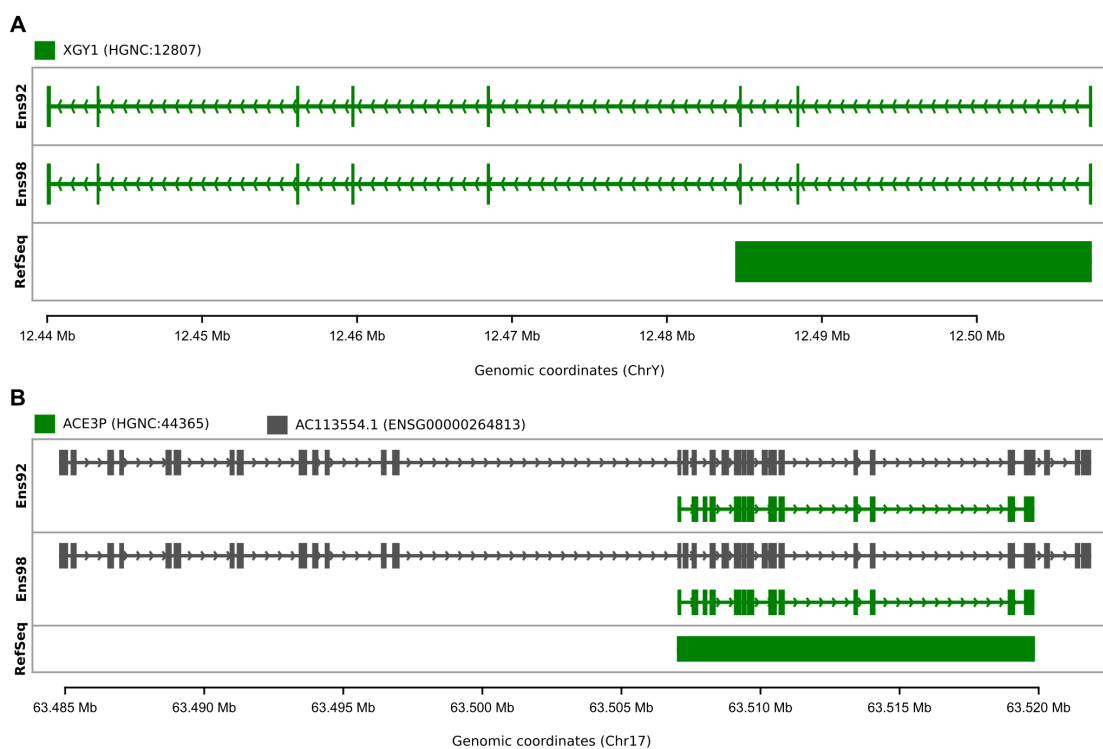 A
XGY1 (HGNC:12807)
Ens92
Ens98
RefSeq
12.44 Mb 12.45 Mb 12.46 Mb 12.47 Mb 12.48 Mb 12.49 Mb 12.50 Mb
Genomic coordinates (ChrY)
B
ACE3P (HGNC:44365) AC113554.1 (ENSG00000264813)
Ens92
Ens98
RefSeq
63.485 Mb 63.490 Mb 63.495 Mb 63.500 Mb 63.505 Mb 63.510 Mb 63.515 Mb 63.520 Mb
Genomic coordinates (Chr17)